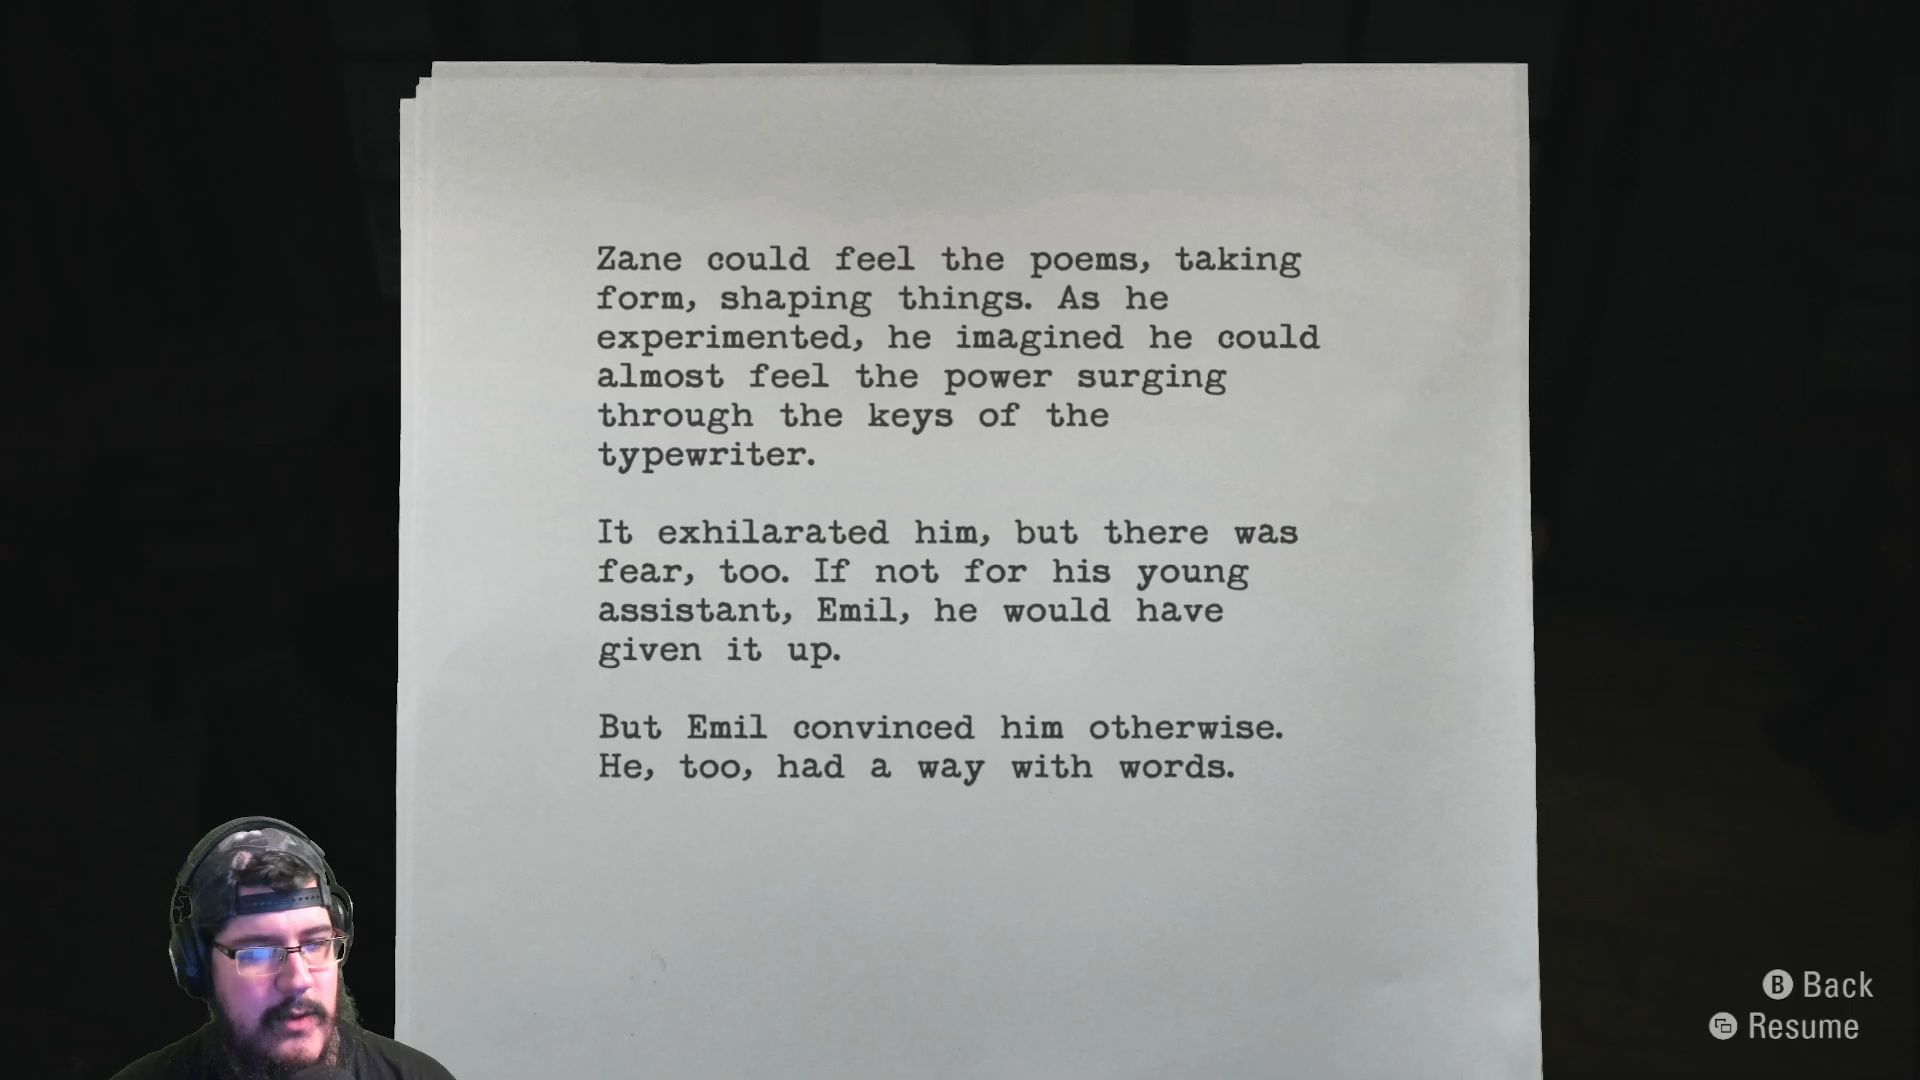 Zane could feel the poems, taking
form, shaping things. As he
experimented, he imagined he could
almost feel the power surging
through the keys of the
typewriter.
It exhilarated him, but there was
fear, too. If not for his young
assistant, Emil, he would have
given it up.
But Emil convinced him otherwise.
He, too, had a way with words.
B Back
Resume